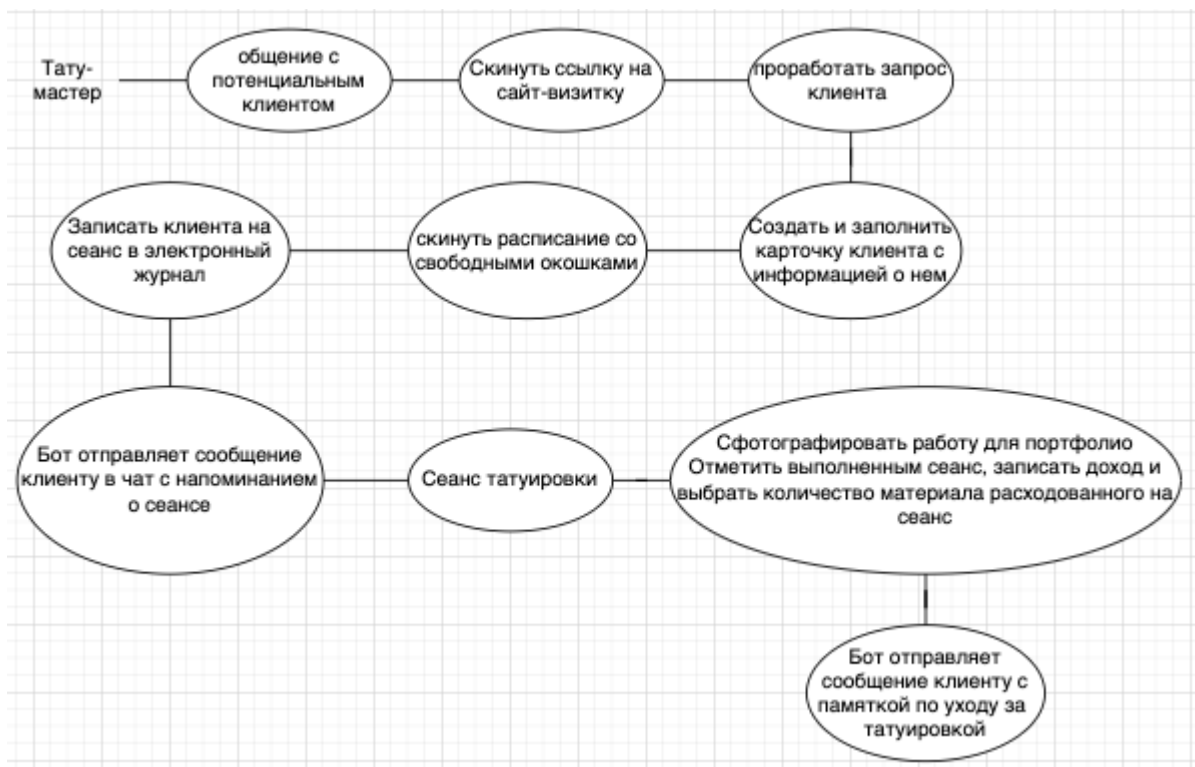 Тату-
мастер
общение с
потенциальным
клиентом
Скинуть ссылку на
сайт-визитку
проработать запрос
клиента
Записать клиента на
сеанс в электронный
журнал
скинуть расписание со
свободными окошками
Создать и заполнить
карточку клиента с
информацией о нем
Бот отправляет сообщение
клиенту в чат с напоминанием
о сеансе
Сеанс татуировки
Сфотографировать работу для портфолио
Отметить выполненным сеанс, записать доход и
выбрать количество материала расходованного на
сеанс
Бот отправляет
сообщение клиенту с
памяткой по уходу за
татуировкой